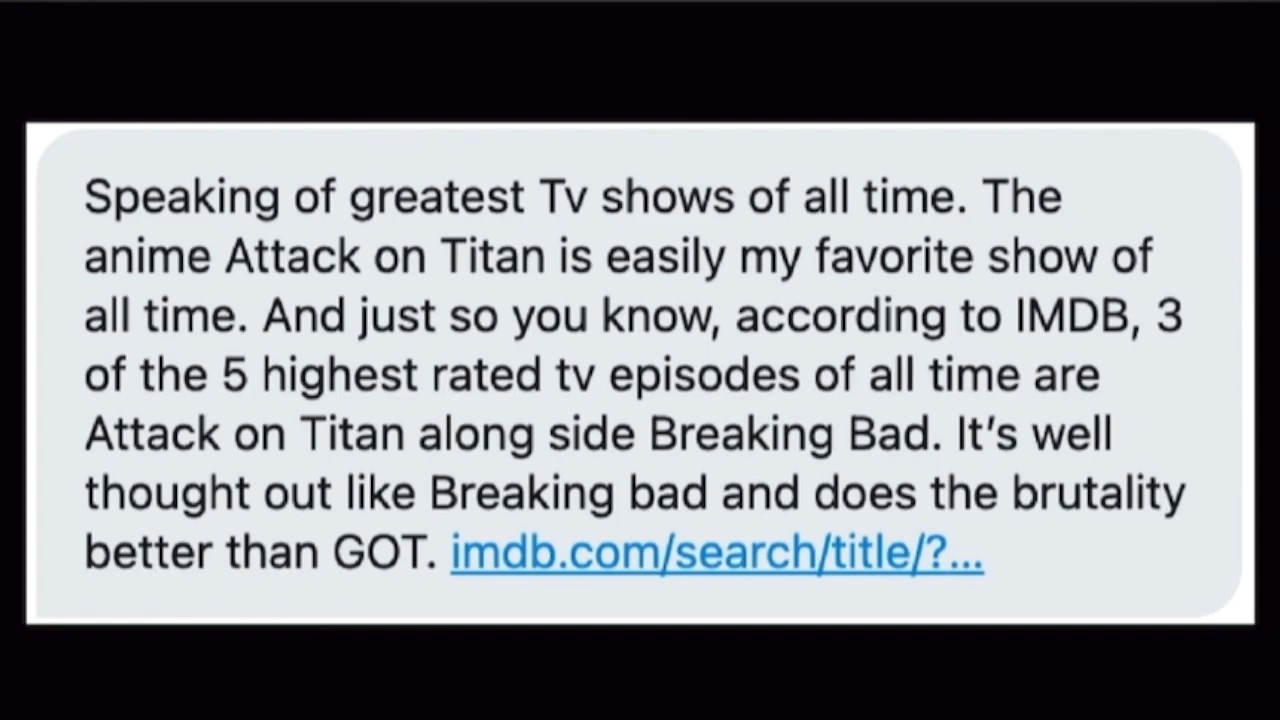 Speaking of greatest Tv shows of all time. The
anime Attack on Titan is easily my favorite show of
all time. And just so you know, according to IMDB, 3
of the 5 highest rated tv episodes of all time are
Attack on Titan along side Breaking Bad. It’s well
thought out like Breaking bad and does the brutality
better than GOT. imdb.com/search/title/?...